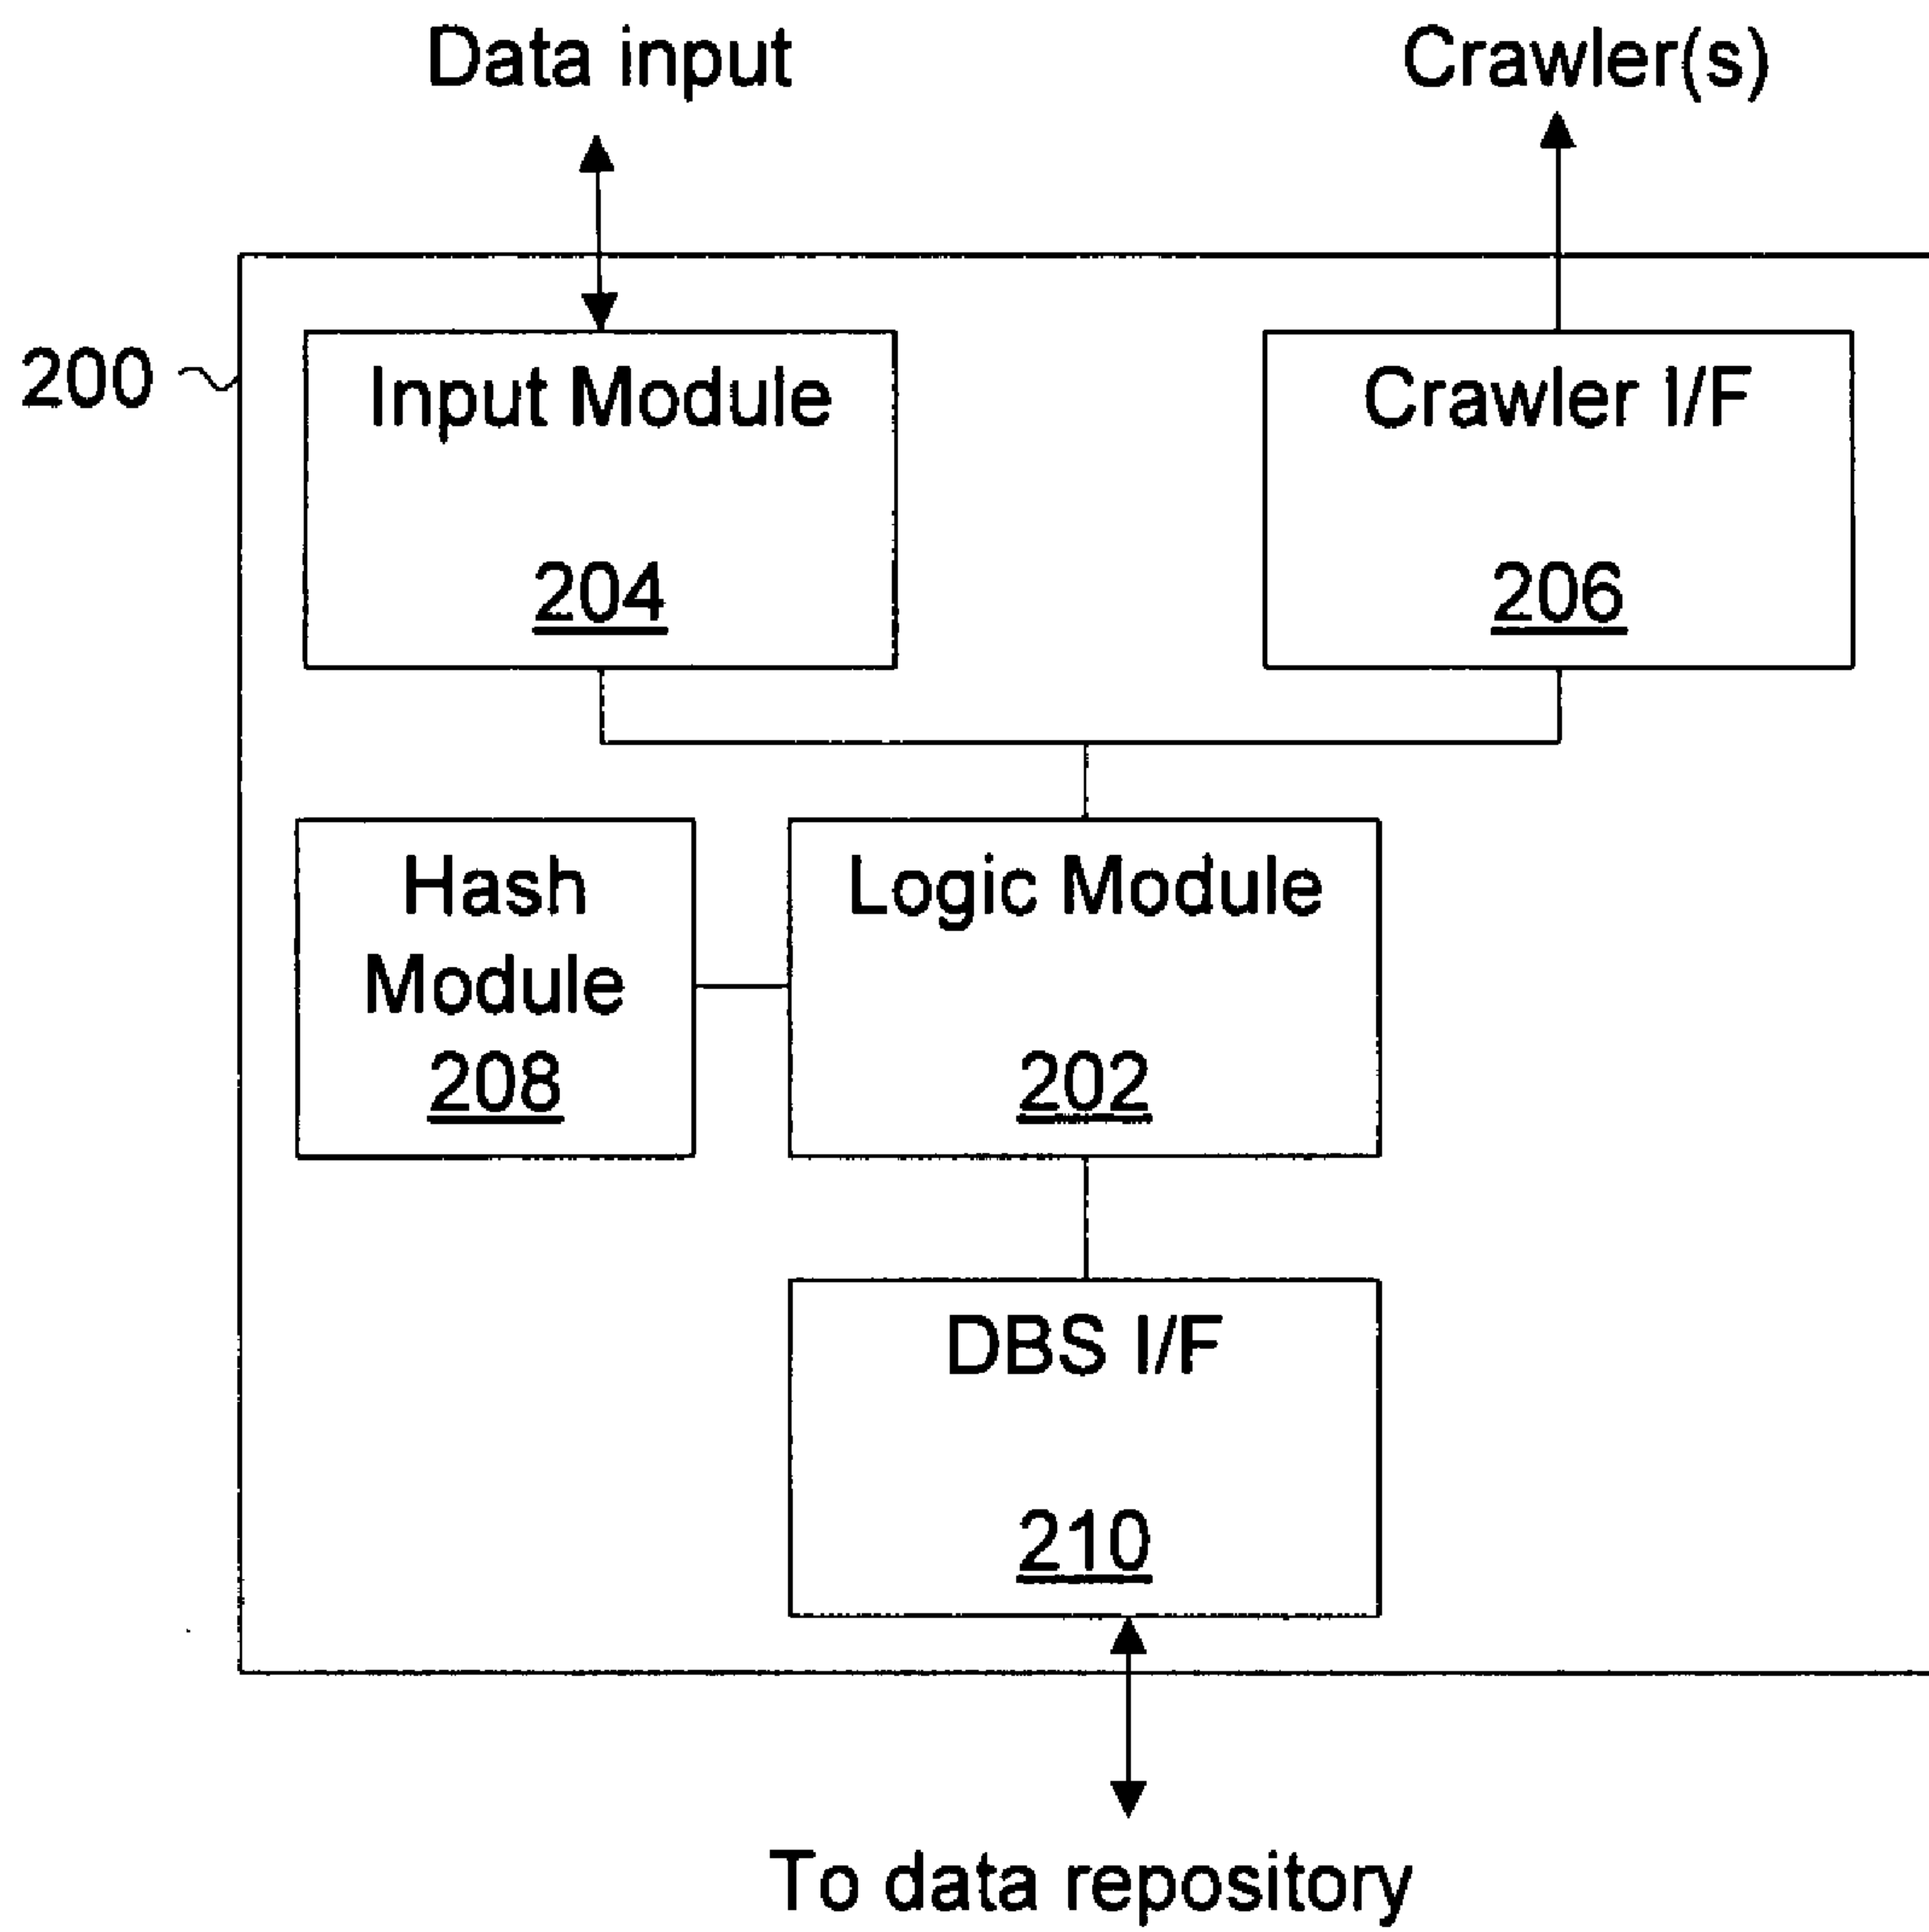 Data input
Crawler(s)
200
Input Module
204
Crawler I/F
206
Hash
Module
208
Logic Module
202
DBS I/F
210
To data repository